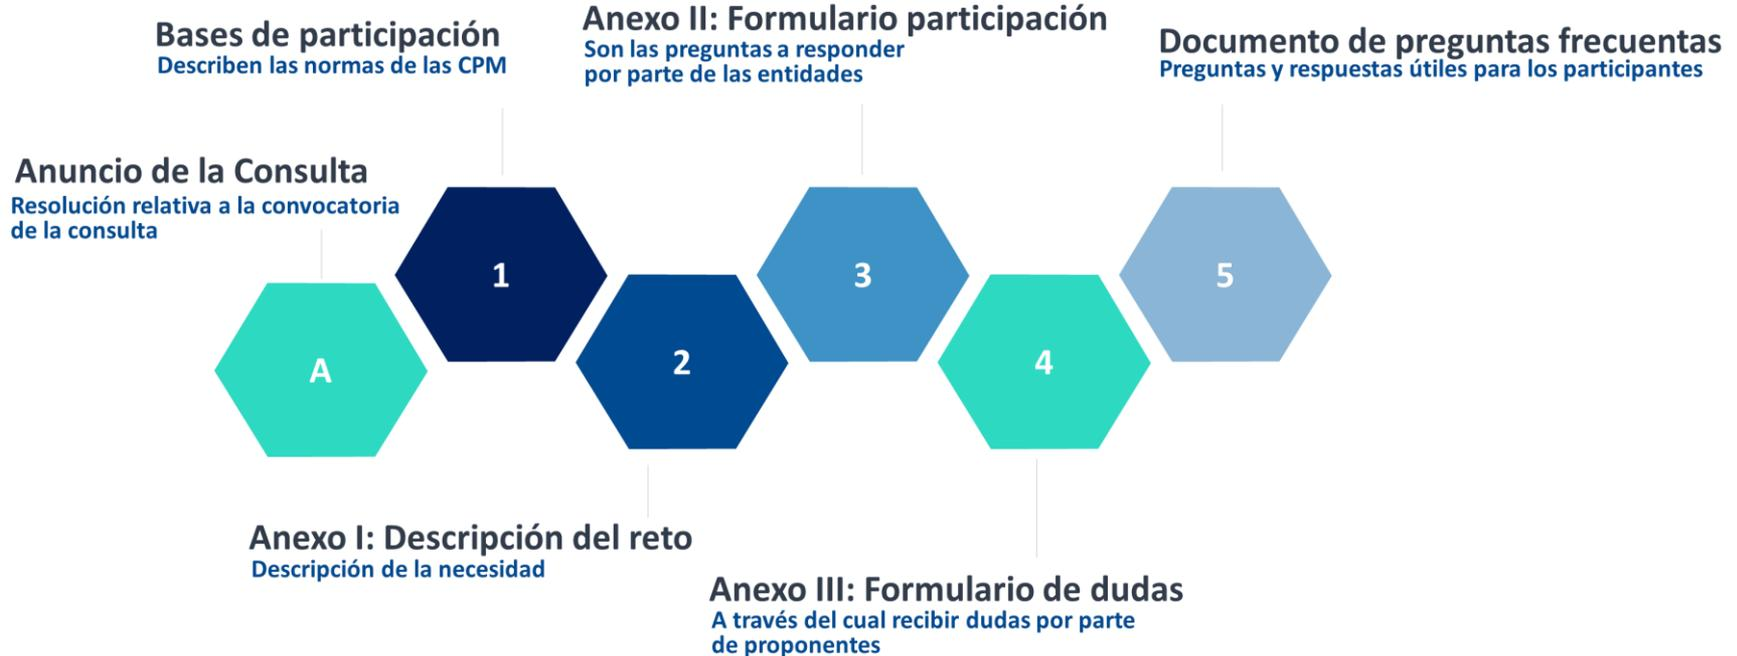 Anuncio de la Consulta
Resolución relativa a la convocatoria
de la consulta
A
Bases de participación
Describen las normas de las CPM
1
2
Anexo I: Descripción del reto
Descripción de la necesidad
Anexo II: Formulario participación
Son las preguntas a responder
por parte de las entidades
3
4
Anexo III: Formulario de dudas
A través del cual recibir dudas por parte
de proponentes
Documento de preguntas frecuentas
Preguntas y respuestas útiles para los participantes
5